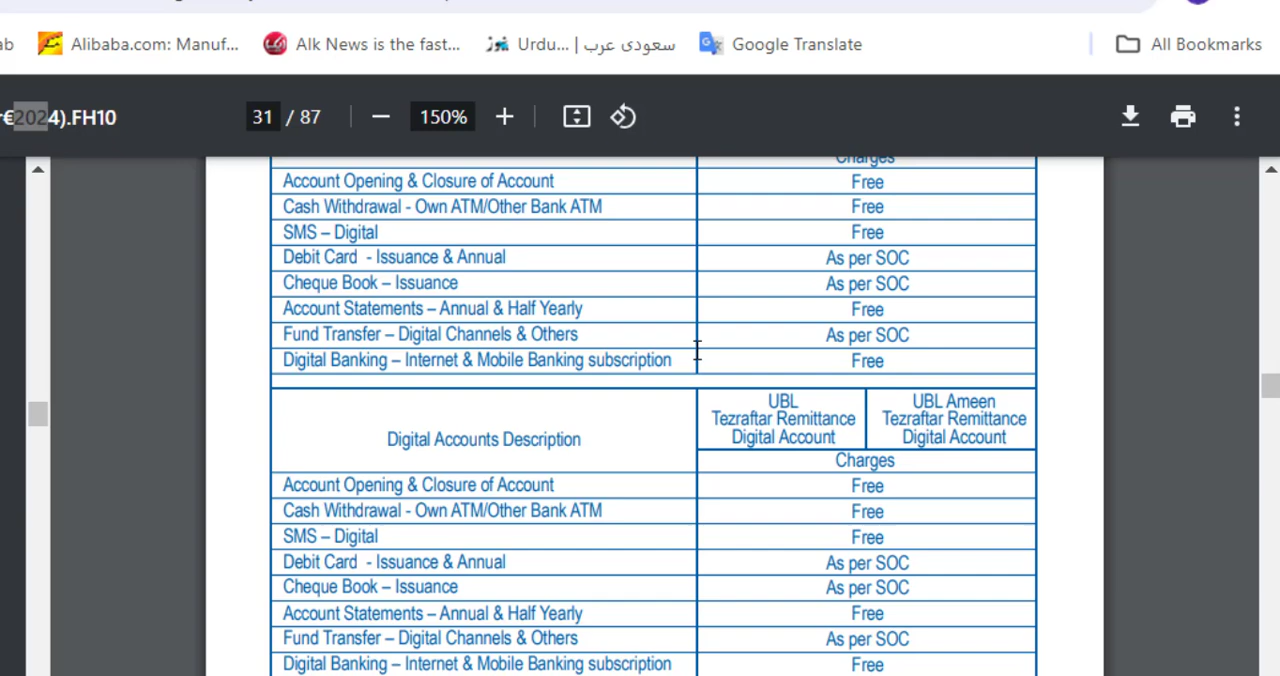 ab Alibaba.com: Manuf... Alk News is the fast... سعودی عرب | ...Urdu Google Translate All Bookmarks
r€2024).FH10 31 / 87 150%
Charges
Account Opening & Closure of Account Free
Cash Withdrawal - Own ATM/Other Bank ATM Free
SMS – Digital Free
Debit Card - Issuance & Annual As per SOC
Cheque Book – Issuance As per SOC
Account Statements – Annual & Half Yearly Free
Fund Transfer – Digital Channels & Others As per SOC
Digital Banking – Internet & Mobile Banking subscription Free
Digital Accounts Description
UBL
Tezraftar Remittance
Digital Account
UBL Ameen
Tezraftar Remittance
Digital Account
Charges
Account Opening & Closure of Account Free
Cash Withdrawal - Own ATM/Other Bank ATM Free
SMS – Digital Free
Debit Card - Issuance & Annual As per SOC
Cheque Book – Issuance As per SOC
Account Statements – Annual & Half Yearly Free
Fund Transfer – Digital Channels & Others As per SOC
Digital Banking – Internet & Mobile Banking subscription Free